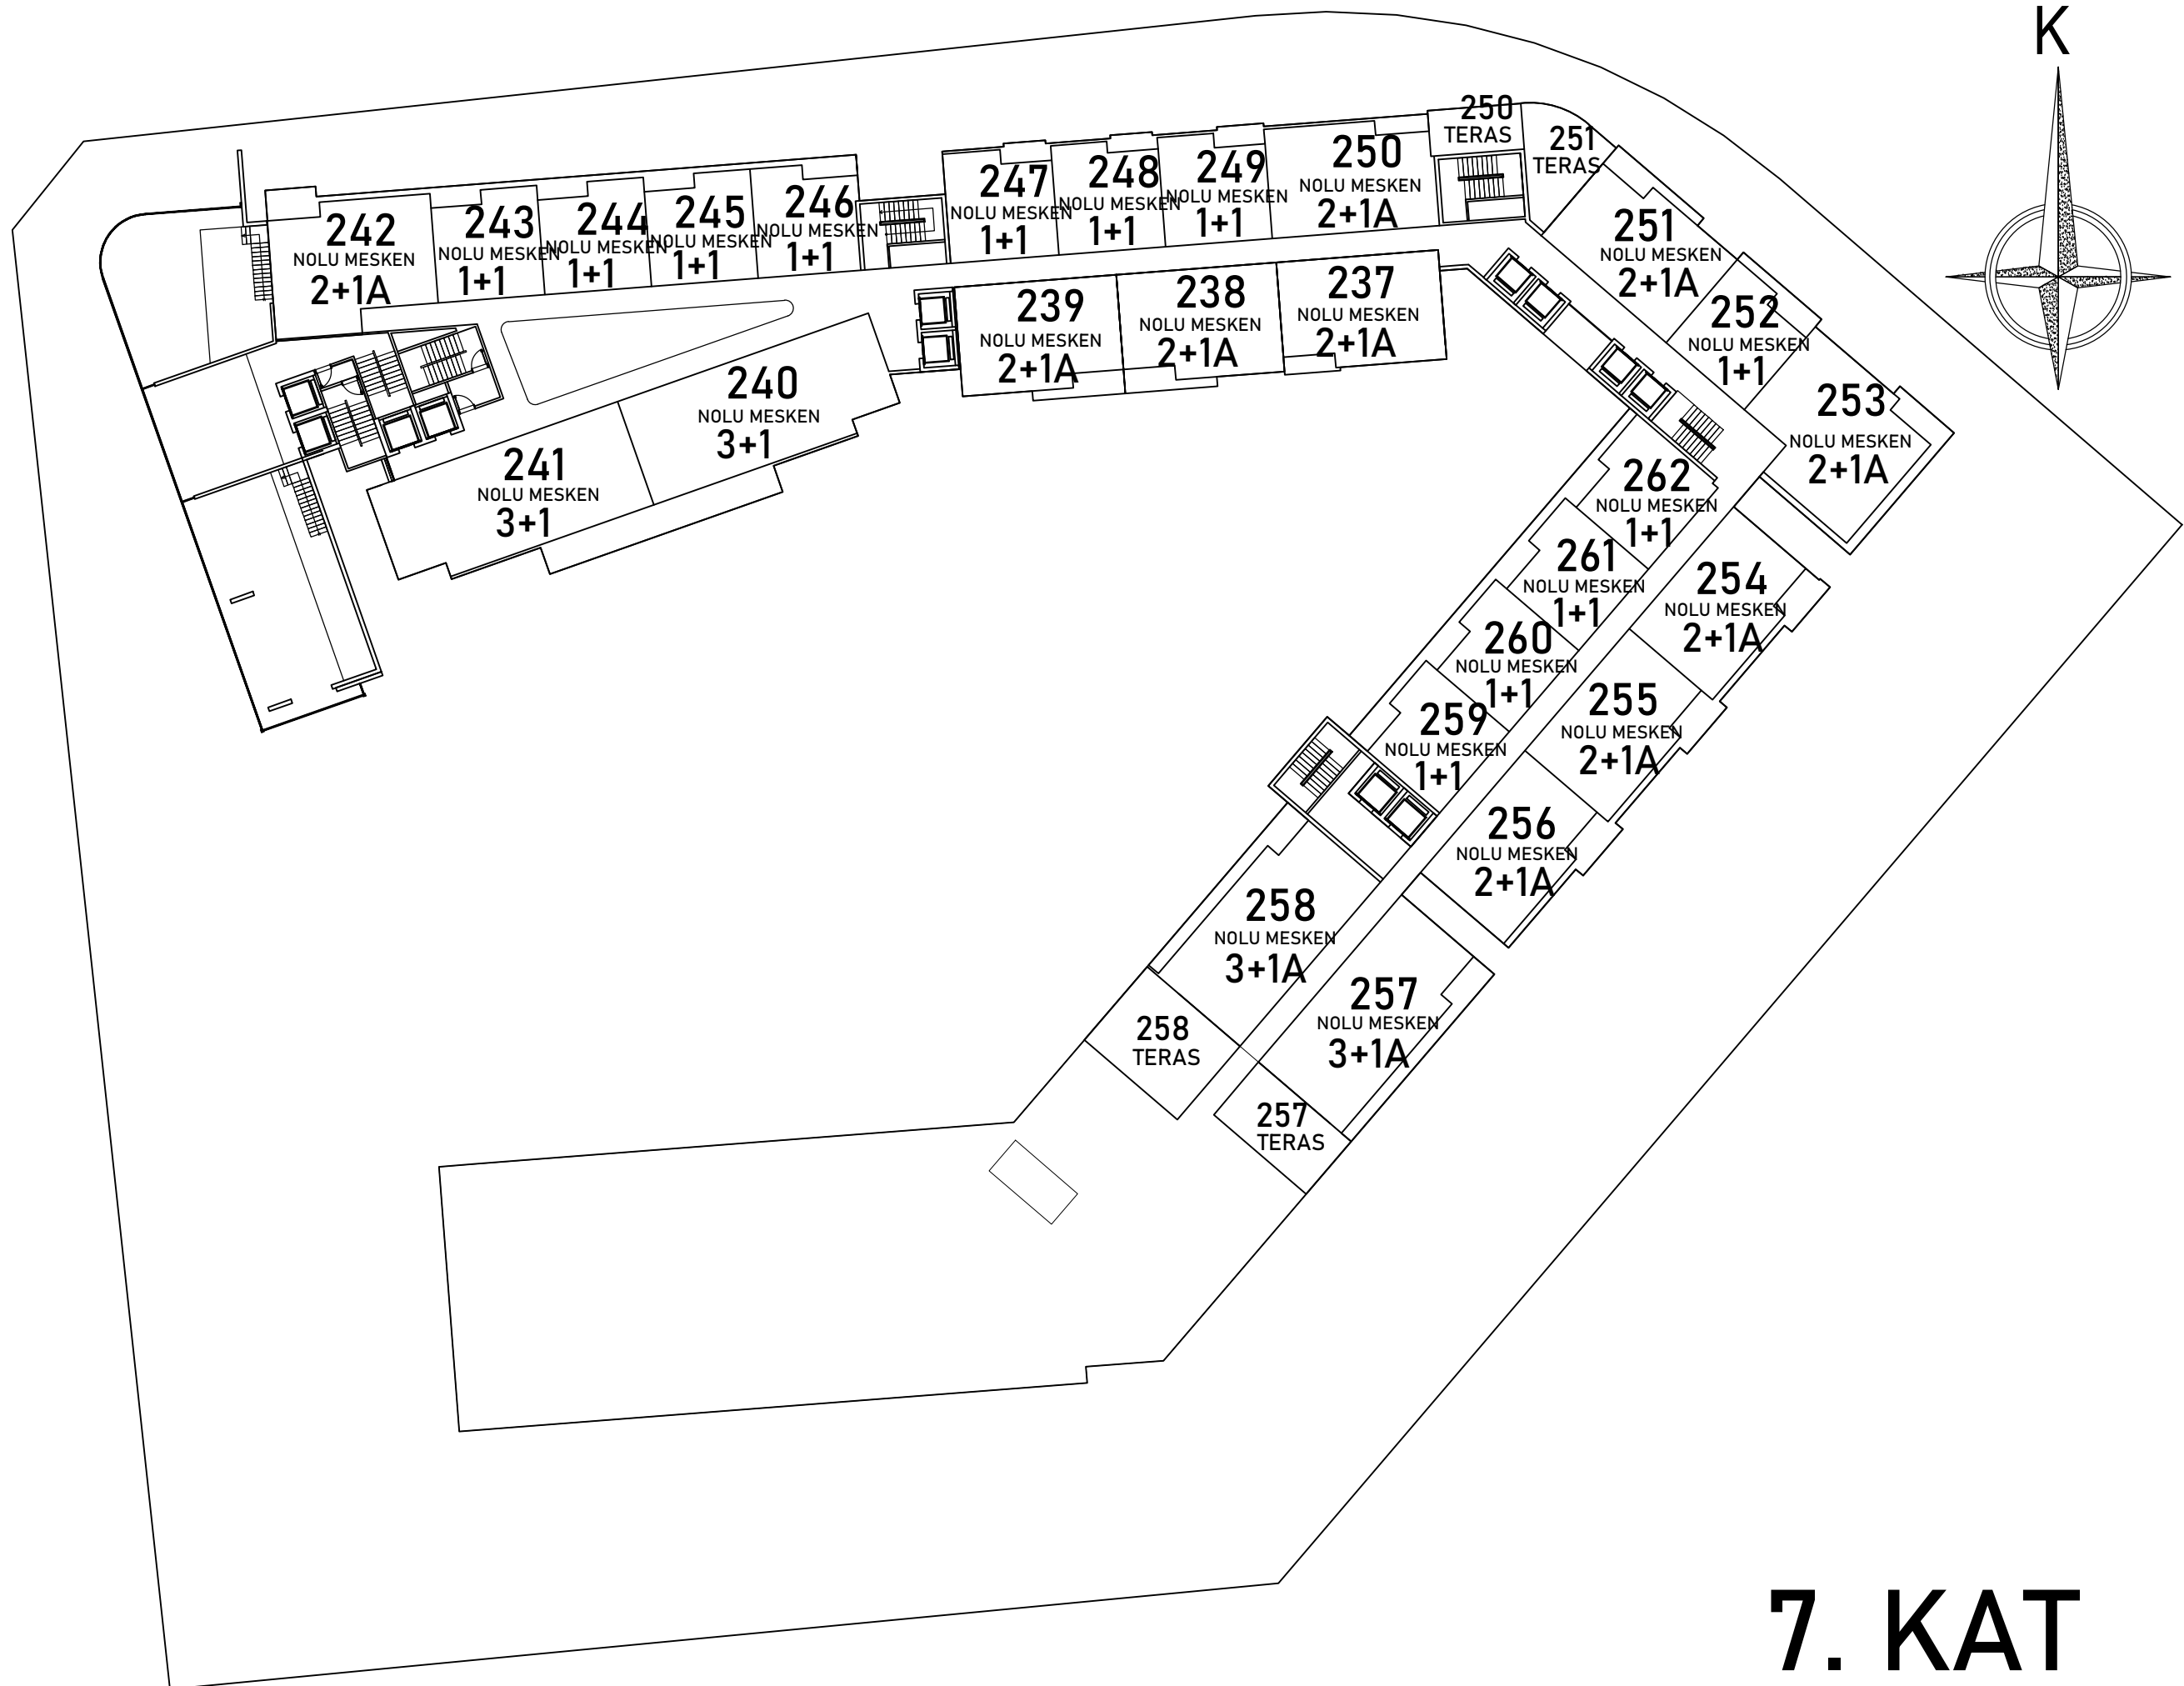 K
250
TERAS
251
TERAS
242
NOLU MESKEN
2+1A
243
NOLU MESKEN
1+1
244
NOLU MESKEN
1+1
245
NOLU MESKEN
1+1
246
NOLU MESKEN
1+1
247
NOLU MESKEN
1+1
248
NOLU MESKEN
1+1
249
NOLU MESKEN
1+1
250
NOLU MESKEN
2+1A
251
NOLU MESKEN
2+1A
252
NOLU MESKEN
1+1
253
NOLU MESKEN
2+1A
239
NOLU MESKEN
2+1A
238
NOLU MESKEN
2+1A
237
NOLU MESKEN
2+1A
240
NOLU MESKEN
3+1
241
NOLU MESKEN
3+1
262
NOLU MESKEN
1+1
261
NOLU MESKEN
1+1
260
NOLU MESKEN
1+1
259
NOLU MESKEN
1+1
254
NOLU MESKEN
2+1A
255
NOLU MESKEN
2+1A
256
NOLU MESKEN
2+1A
258
NOLU MESKEN
3+1A
257
NOLU MESKEN
3+1A
258
TERAS
257
TERAS
7. KAT